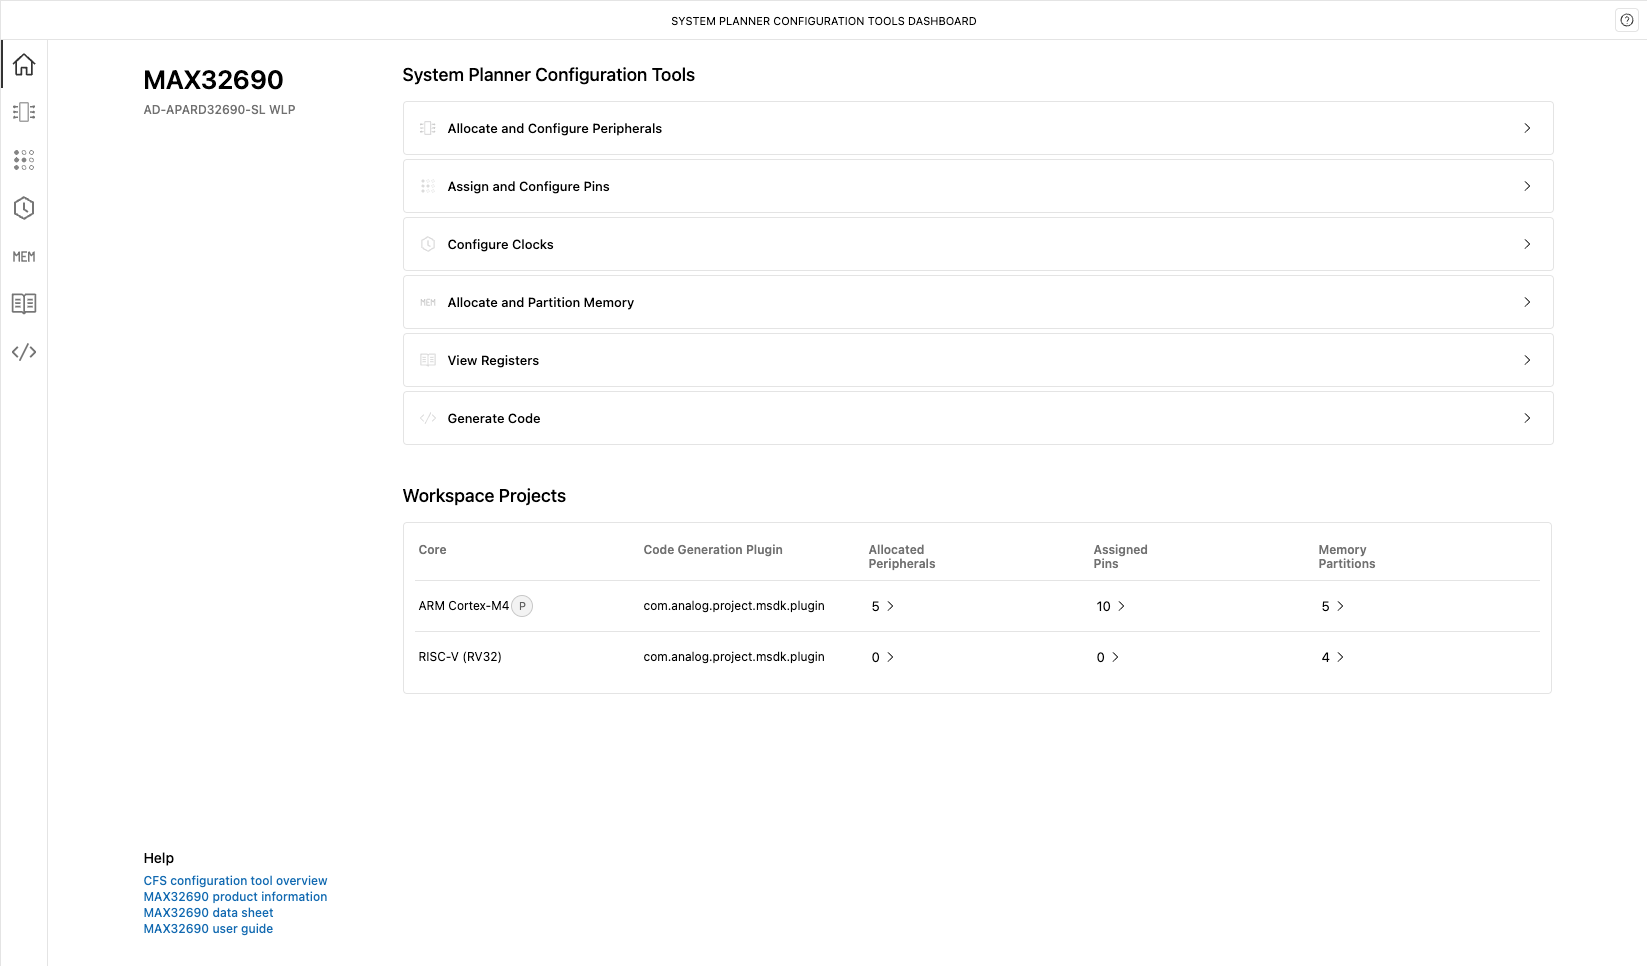 SYSTEM PLANNER CONFIGURATION TOOLS DASHBOARD
MAX32690
AD-APARD32690-SL WLP
System Planner Configuration Tools
Allocate and Configure Peripherals
Assign and Configure Pins
Configure Clocks
MEM
MEM Allocate and Partition Memory
View Registers
Generate Code
Workspace Projects
Core Code Generation Plugin Allocated Peripherals Assigned Pins Memory Partitions
ARM Cortex-M4 P com.analog.project.msdk.plugin 5 10 5
RISC-V (RV32) com.analog.project.msdk.plugin 0 0 4
Help
CFS configuration tool overview
MAX32690 product information
MAX32690 data sheet
MAX32690 user guide